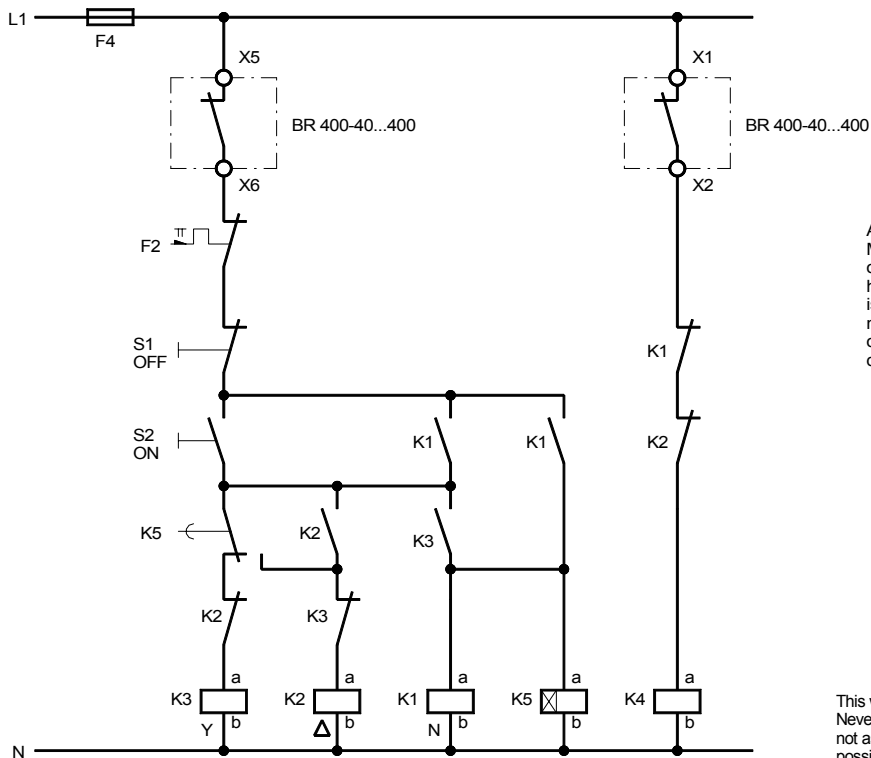 L1
F4
X5
X1
BR 400-40...400
BR 400-40...400
X6
X2
F2
S1
OFF
K1
S2
ON
K1
K1
K2
K5
K2
K3
K2
K3
K3
a
b
Y
K2
a
b
Δ
K1
a
b
N
K5
a
b
K4
a
b
This
Neve
not a
possi
N